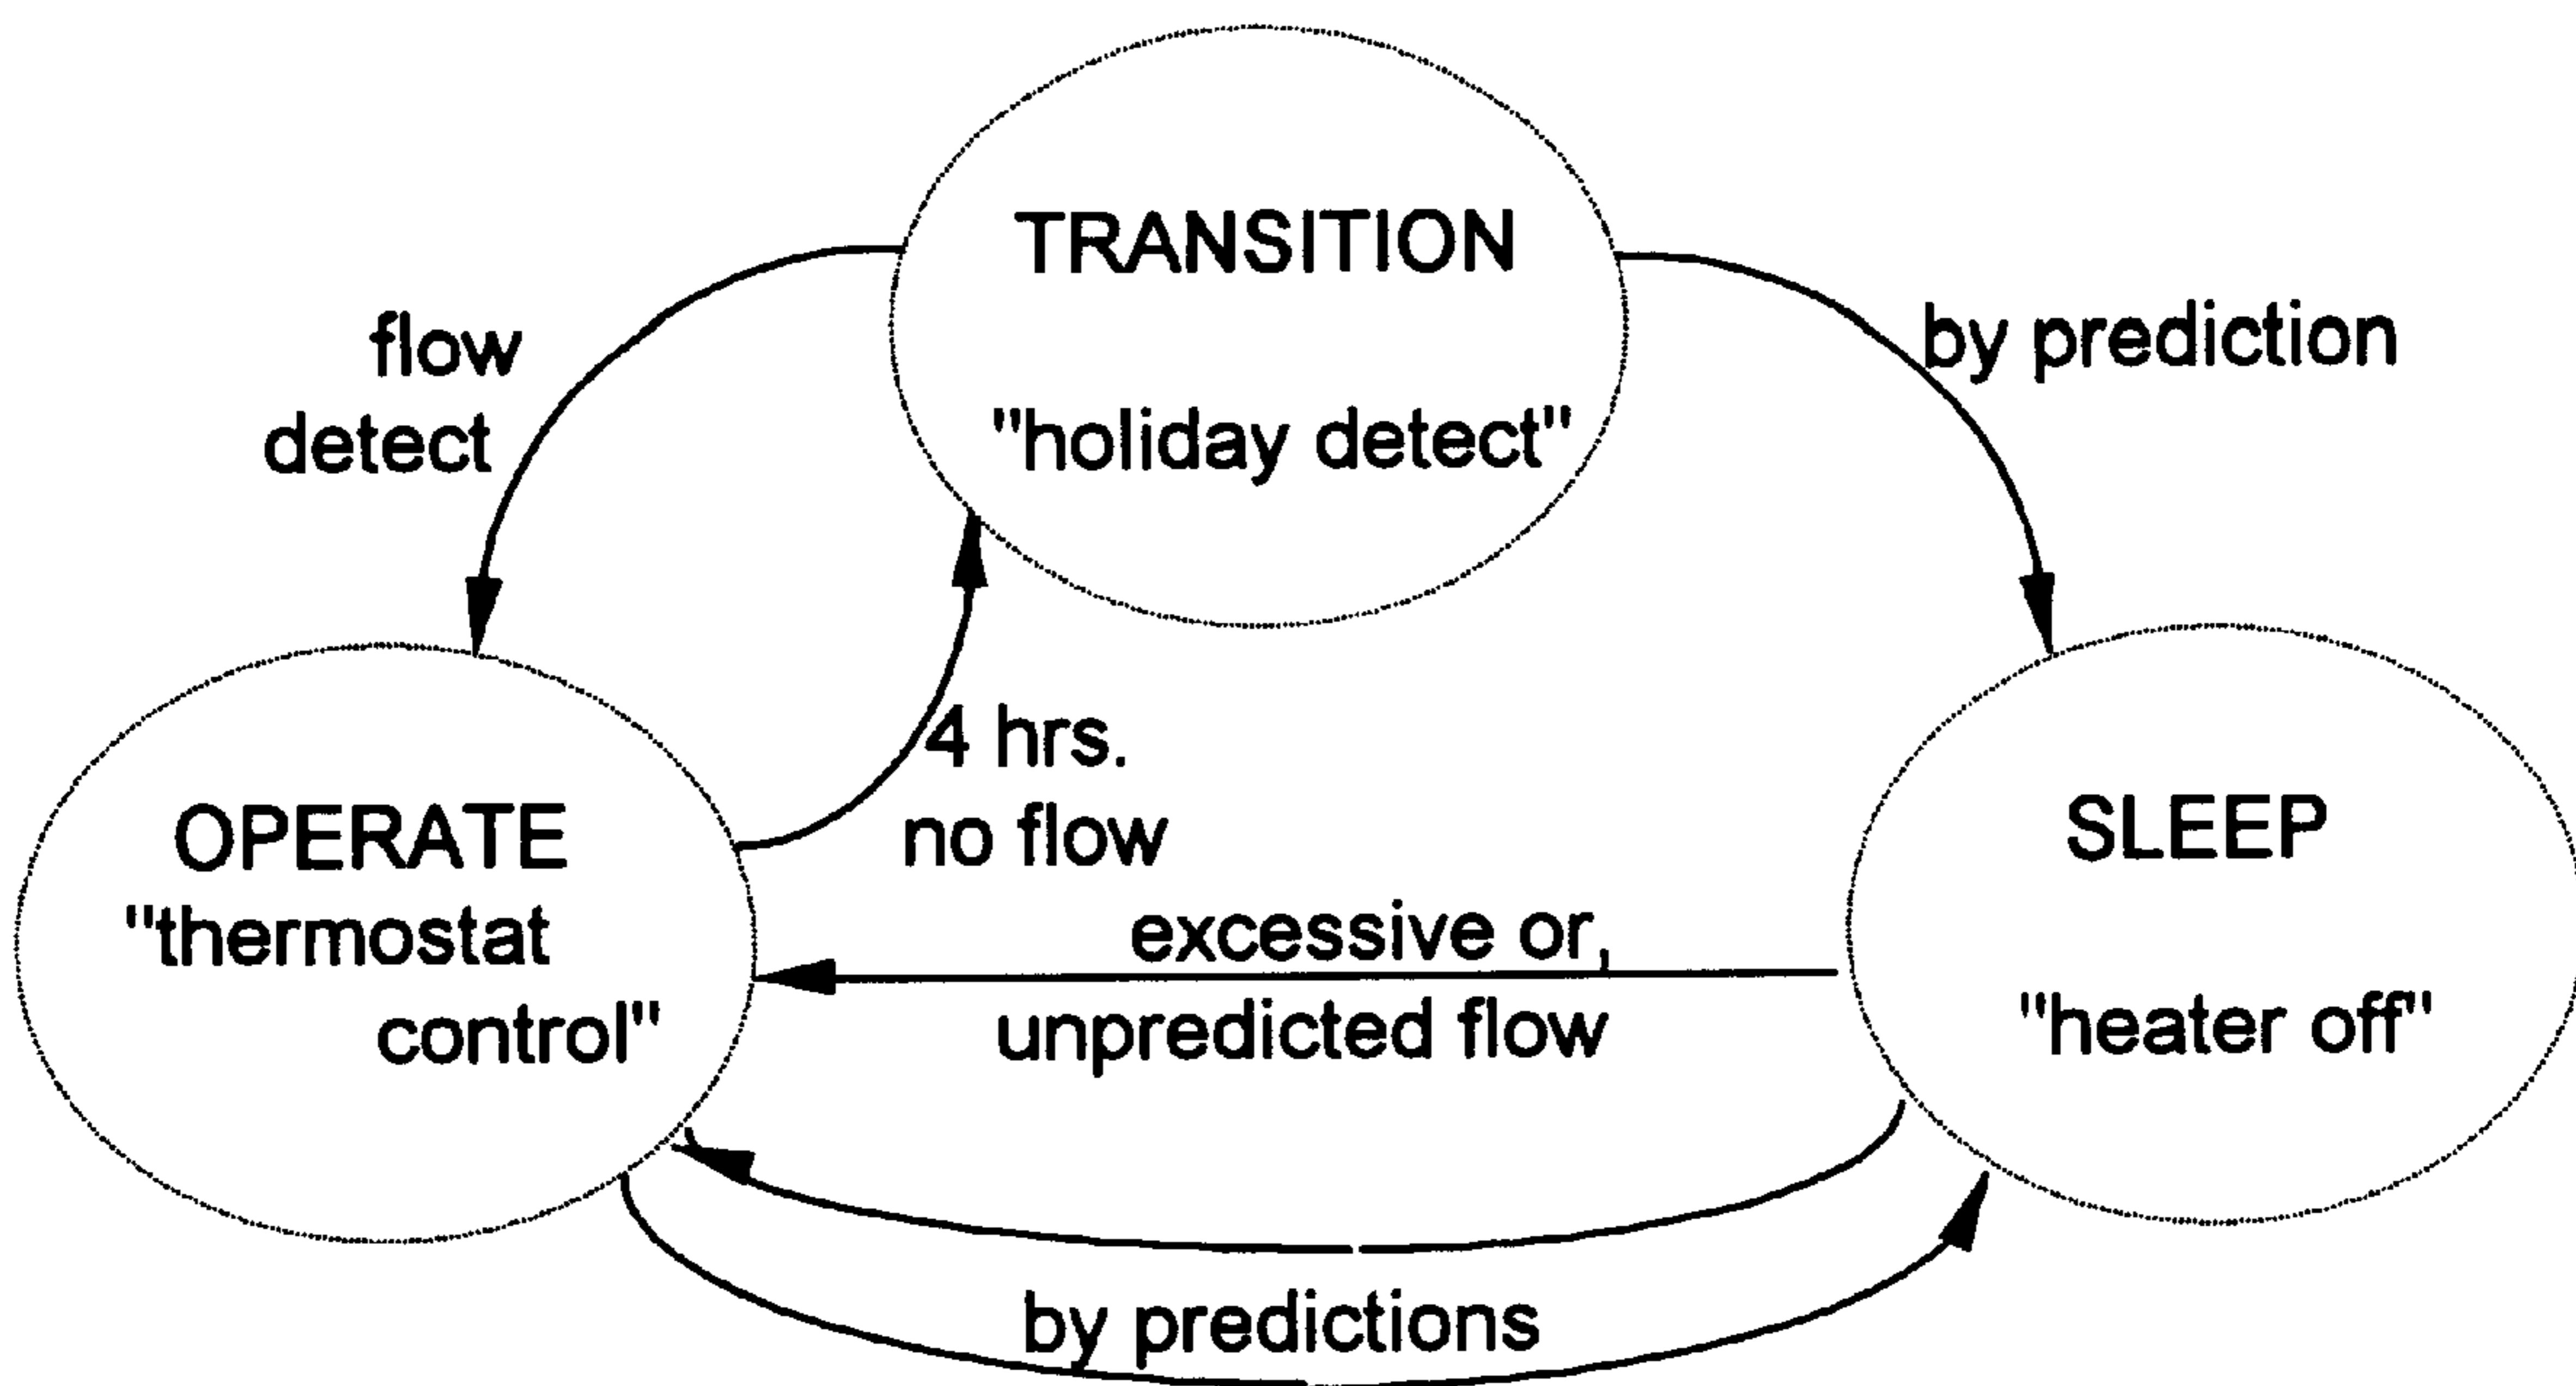 TRANSITION
"holiday detect"
flow
detect
by prediction
4 hrs.
no flow
OPERATE
"thermostat
control"
SLEEP
"heater off"
excessive or,
unpredicted flow
by predictions